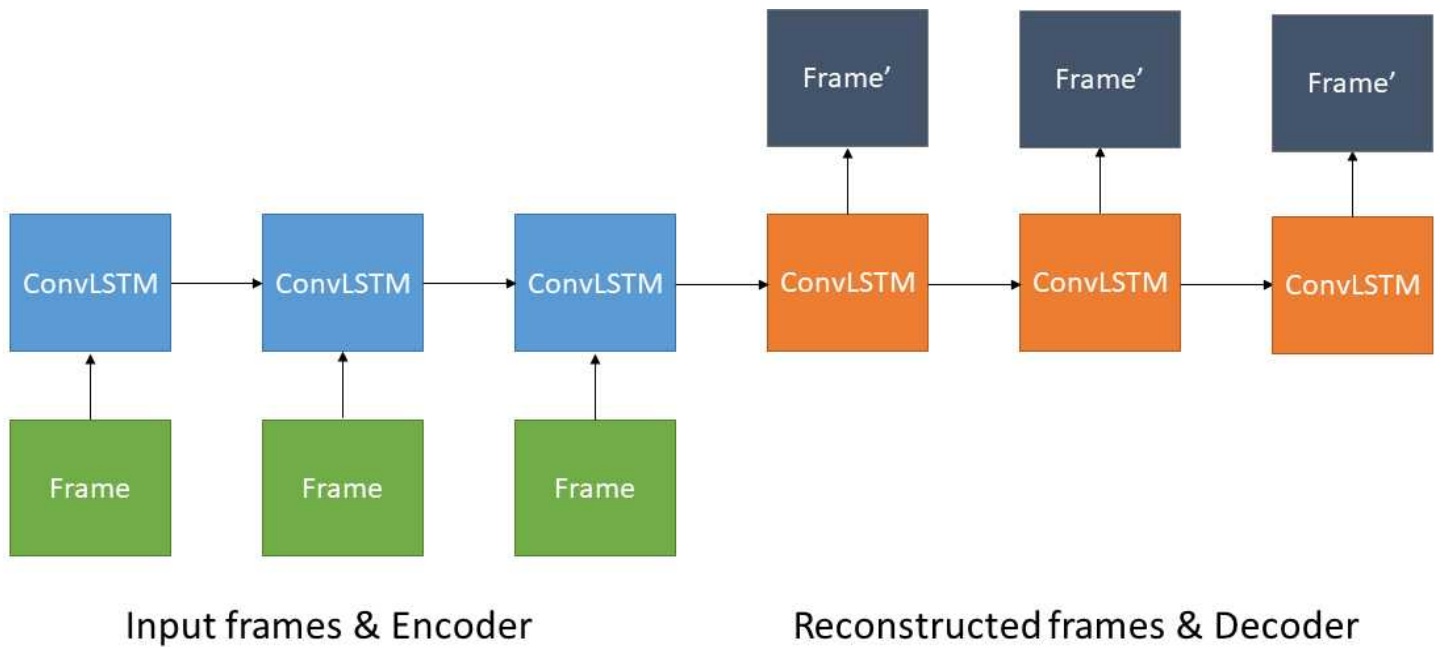 Frame’
Frame’
Frame’
ConvLSTM
ConvLSTM
ConvLSTM
ConvLSTM
ConvLSTM
ConvLSTM
Frame
Frame
Frame
Input frames & Encoder
Reconstructed frames & Decoder